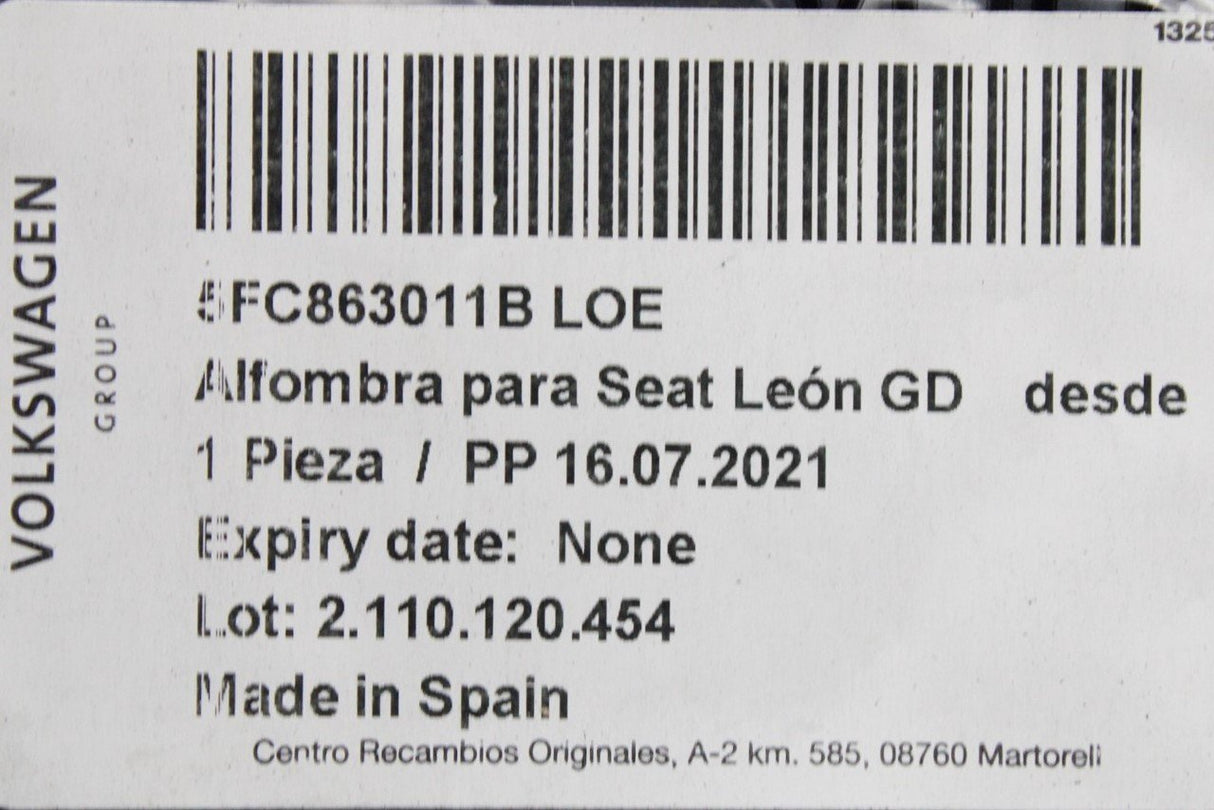 1325
VOLKSWAGEN
GROUP
5FC863011B LOE
Alfombra para Seat León GD desde
1 Pieza / PP 16.07.2021
Expiry date: None
Lot: 2.110.120.454
Made in Spain
Centro Recambios Originales, A-2 km. 585, 08760 Martorell